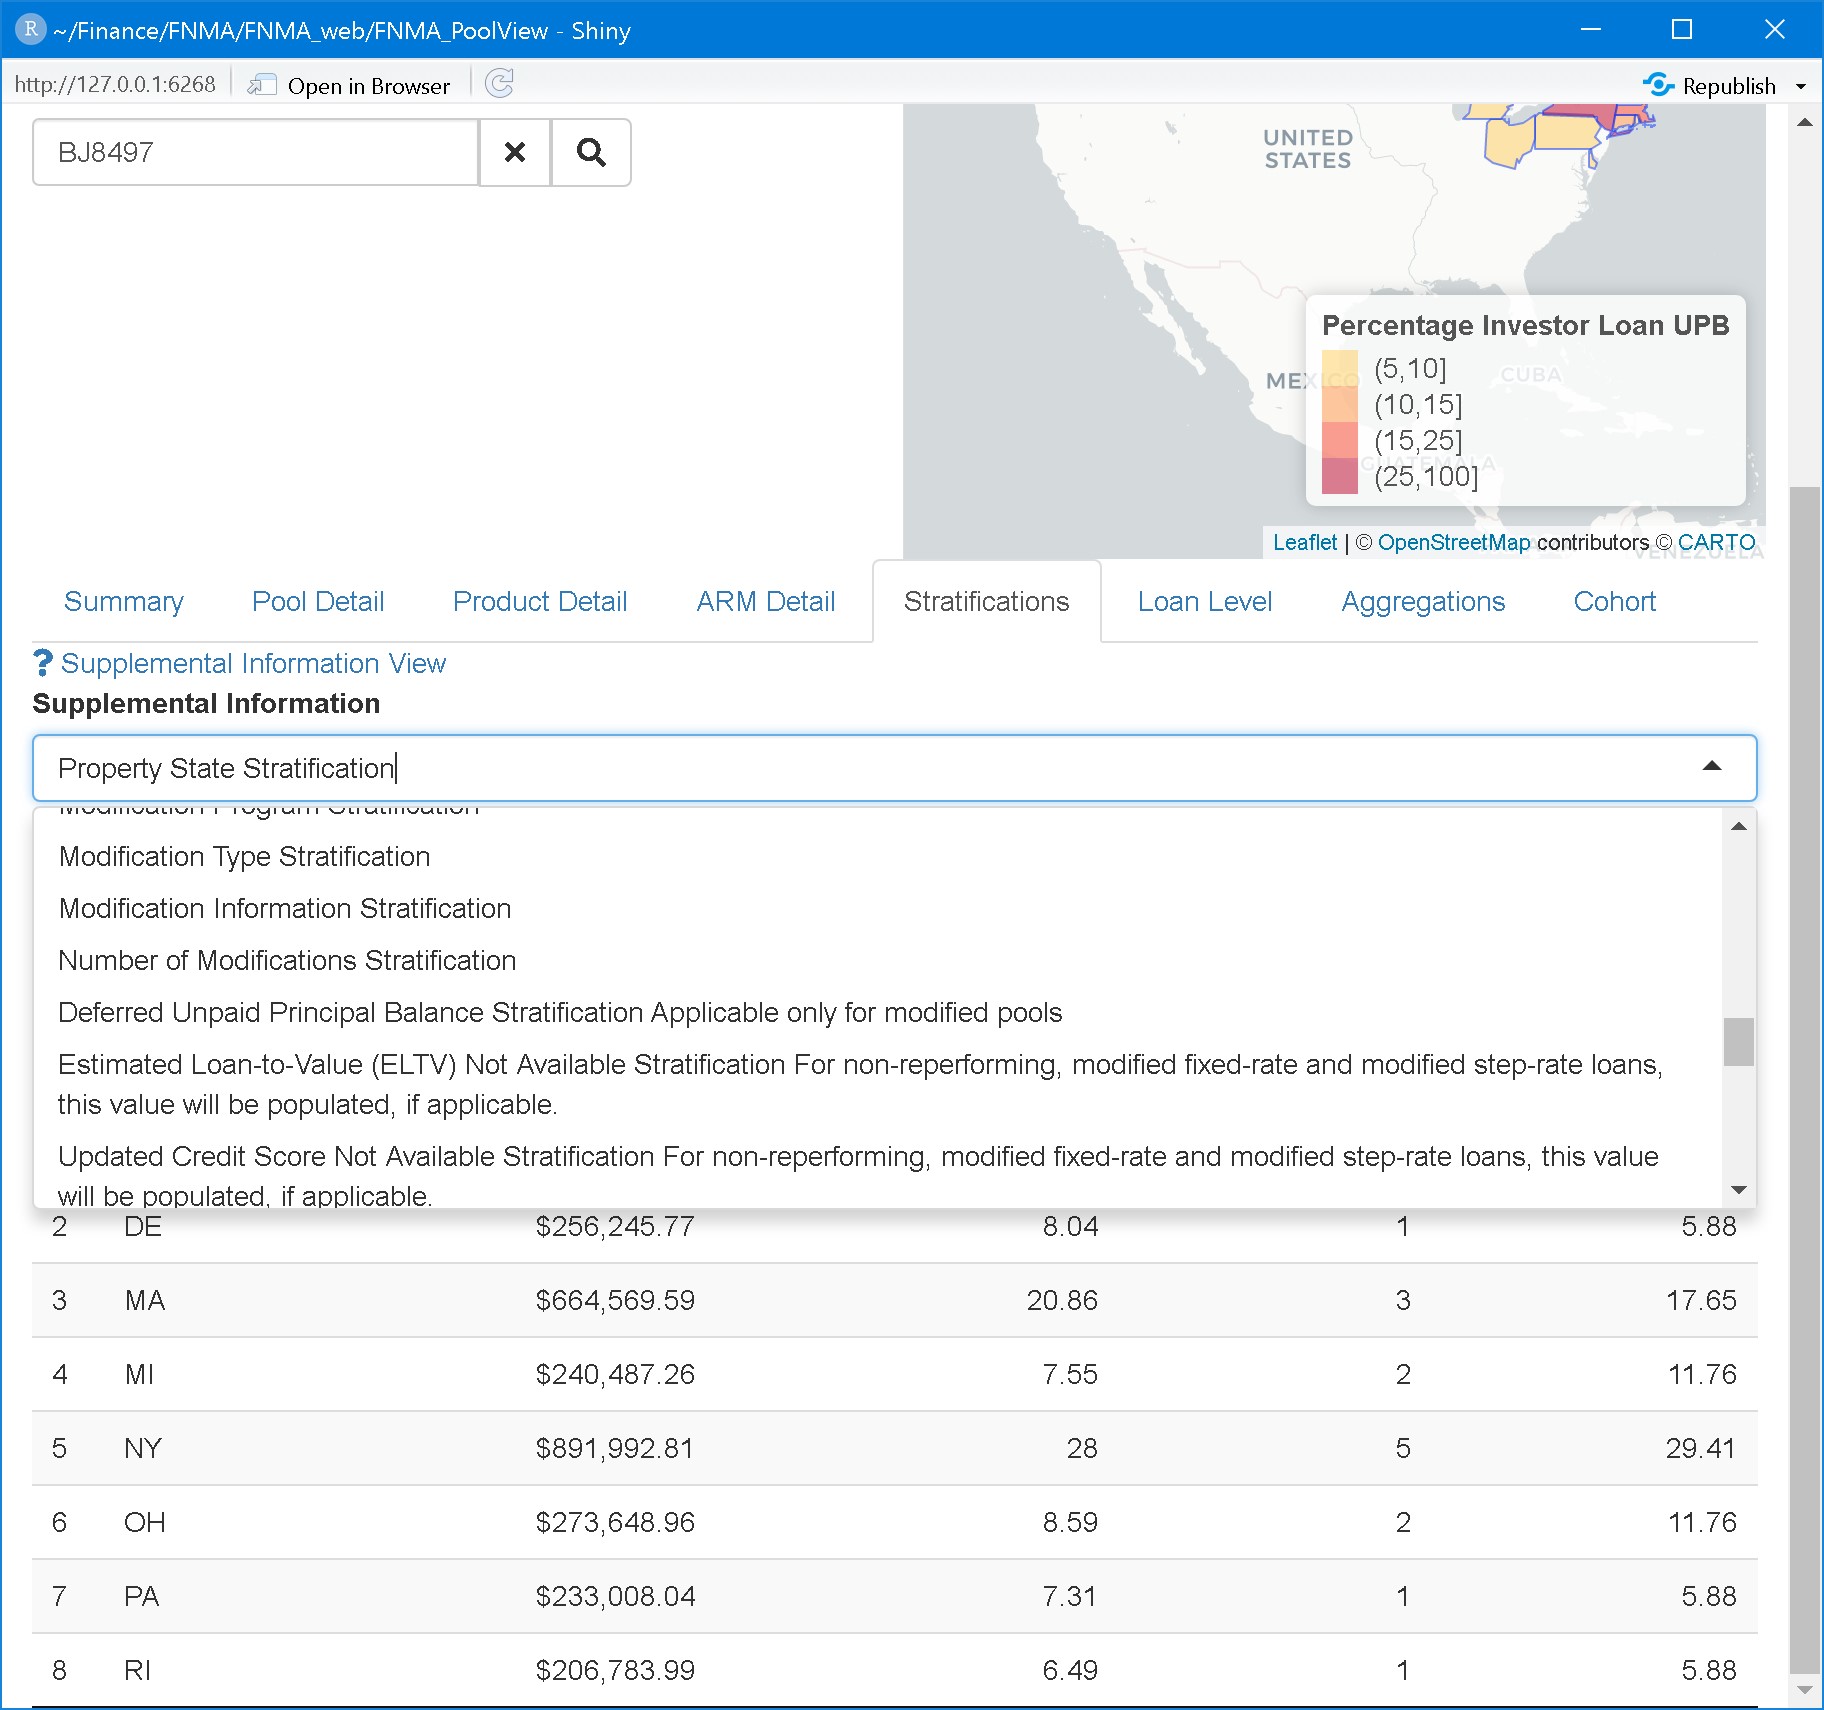 R ~/Finance/FNMA/FNMA_web/FNMA_PoolView - Shiny
http://127.0.0.1:6268 Open in Browser Republish
BJ8497
UNITED
STATES
MEXICO
CUBA
GUATEMALA
VENEZUELA
Percentage Investor Loan UPB
(5,10]
(10,15]
(15,25]
(25,100]
Leaflet | © OpenStreetMap contributors © CARTO
Summary Pool Detail Product Detail ARM Detail Stratifications Loan Level Aggregations Cohort
? Supplemental Information View
Supplemental Information
Property State Stratification
Modification Program Stratification
Modification Type Stratification
Modification Information Stratification
Number of Modifications Stratification
Deferred Unpaid Principal Balance Stratification Applicable only for modified pools
Estimated Loan-to-Value (ELTV) Not Available Stratification For non-reperforming, modified fixed-rate and modified step-rate loans,
this value will be populated, if applicable.
Updated Credit Score Not Available Stratification For non-reperforming, modified fixed-rate and modified step-rate loans, this value
will be populated, if applicable.
2 DE $256,245.77 8.04 1 5.88
3 MA $664,569.59 20.86 3 17.65
4 MI $240,487.26 7.55 2 11.76
5 NY $891,992.81 28 5 29.41
6 OH $273,648.96 8.59 2 11.76
7 PA $233,008.04 7.31 1 5.88
8 RI $206,783.99 6.49 1 5.88